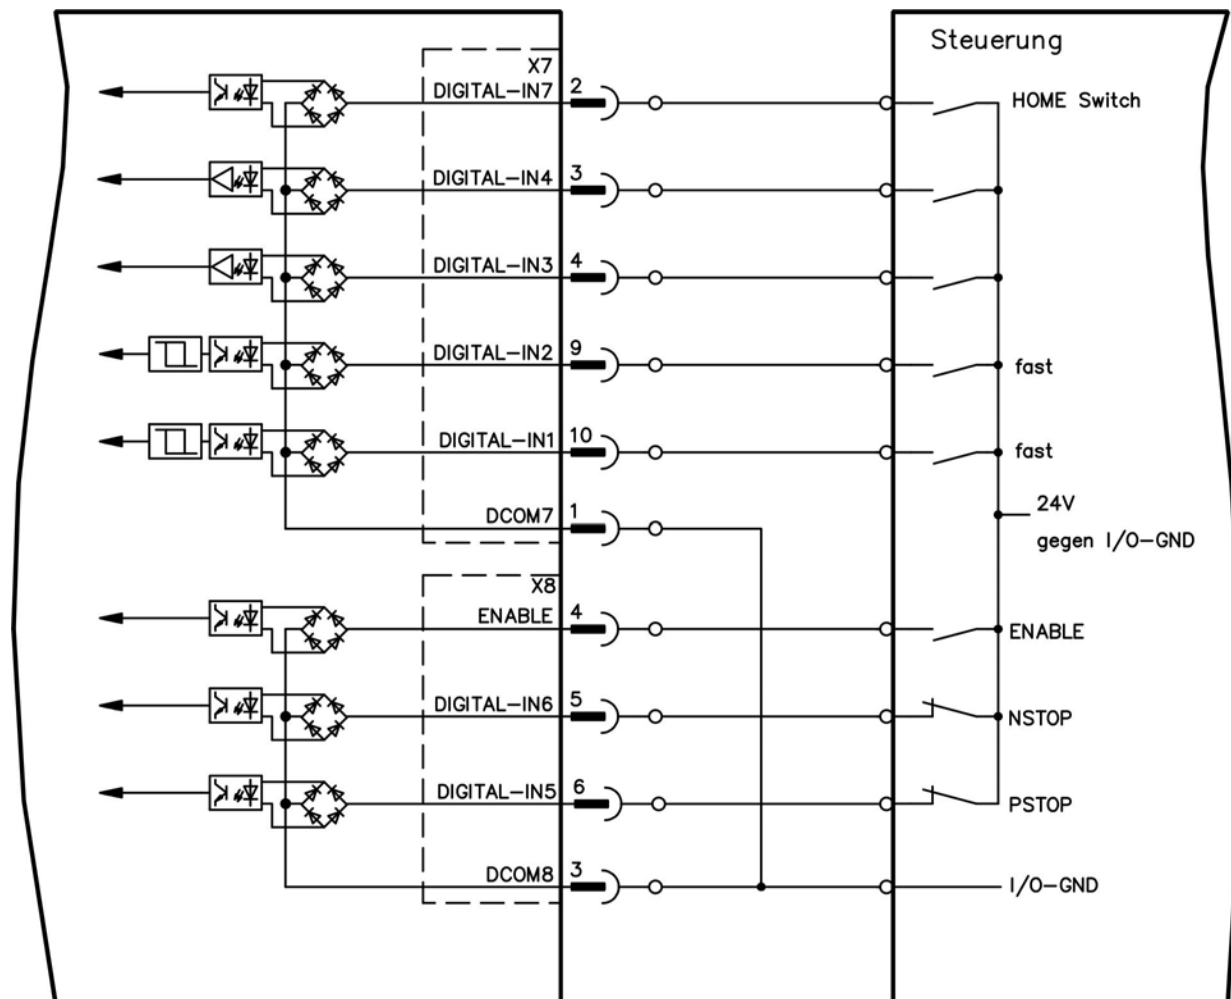 Steuerung
X7
DIGITAL-IN7 2 HOME Switch
DIGITAL-IN4 3
DIGITAL-IN3 4
DIGITAL-IN2 9 fast
DIGITAL-IN1 10 fast
24V
DCOM7 1
gegen I/O-GND
X8
ENABLE 4 ENABLE
DIGITAL-IN6 5 NSTOP
DIGITAL-IN5 6 PSTOP
DCOM8 3 I/O-GND